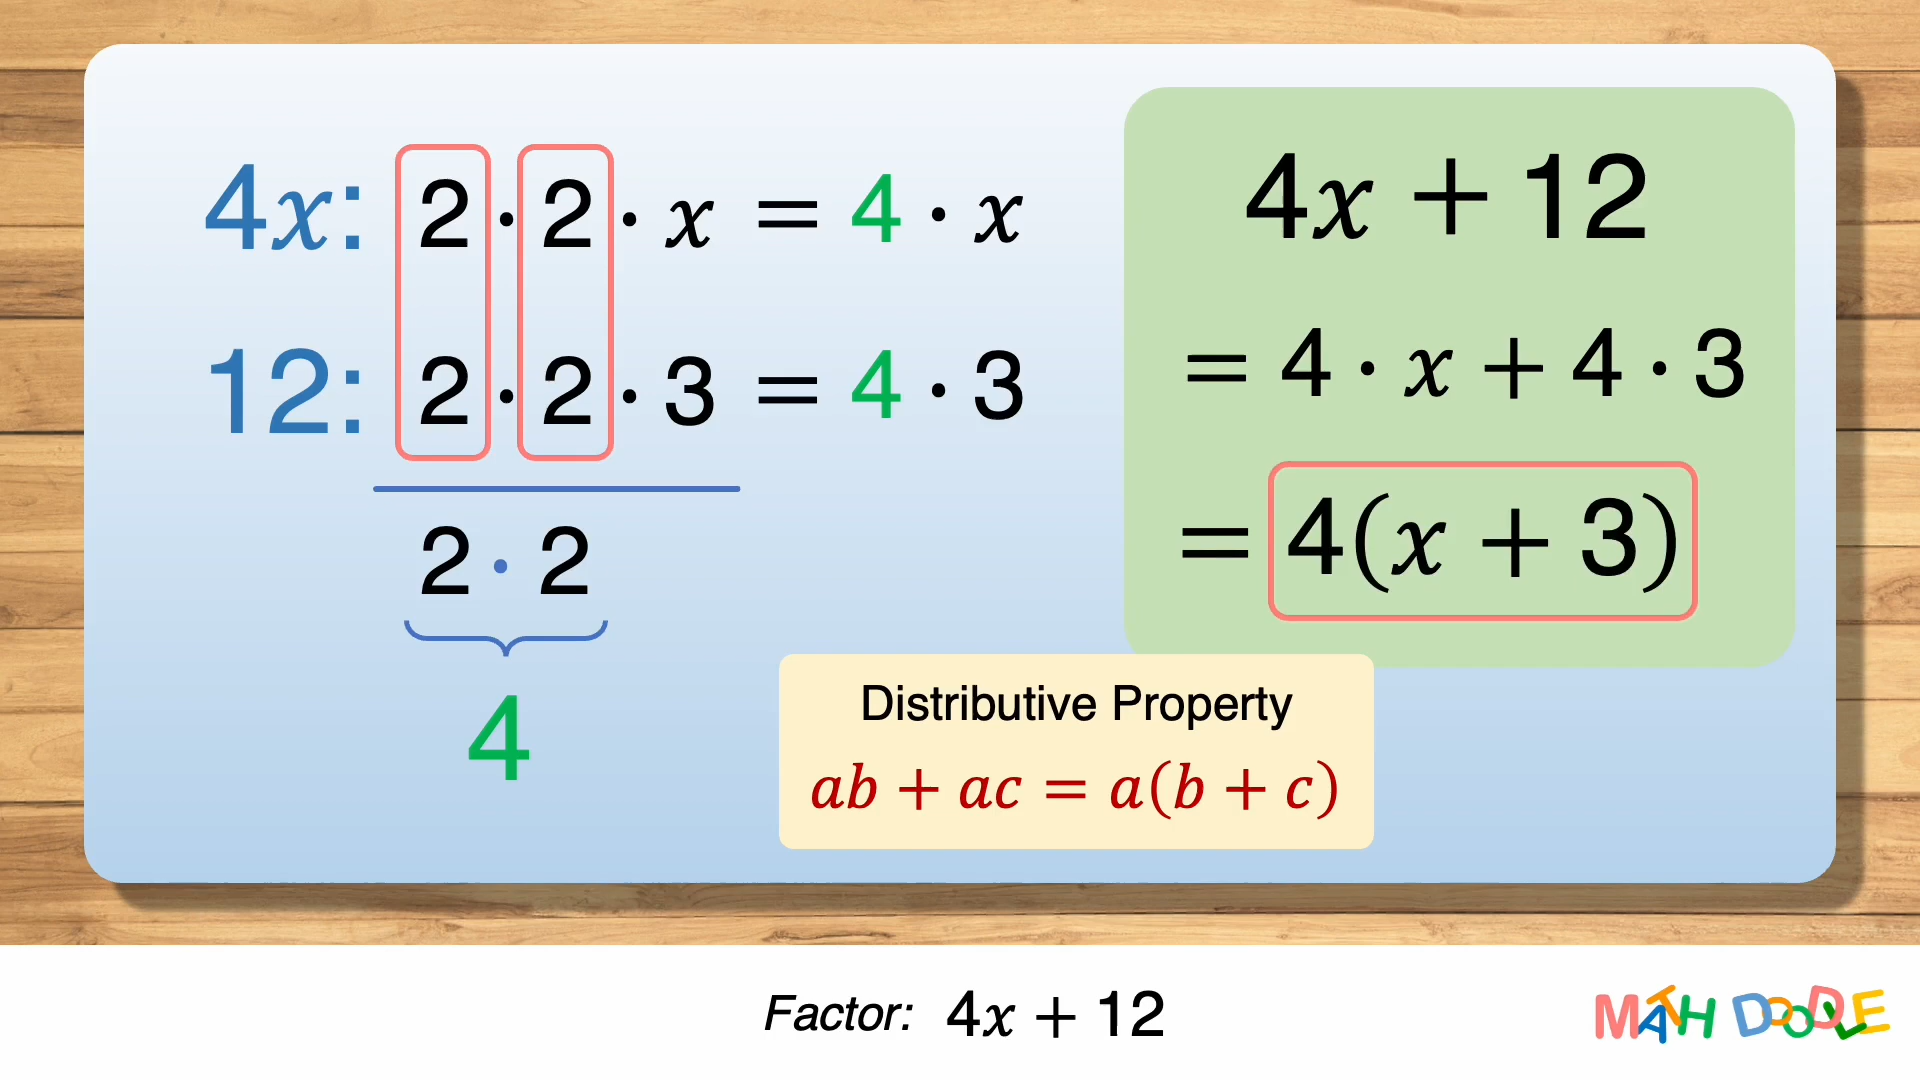 4x: 2 · 2 · x = 4 · x
12: 2 · 2 · 3 = 4 · 3
2 · 2
4
4x + 12
= 4 · x + 4 · 3
= 4(x + 3)
Distributive Property
ab + ac = a(b + c)
Factor: 4x + 12
MATH DOODLE